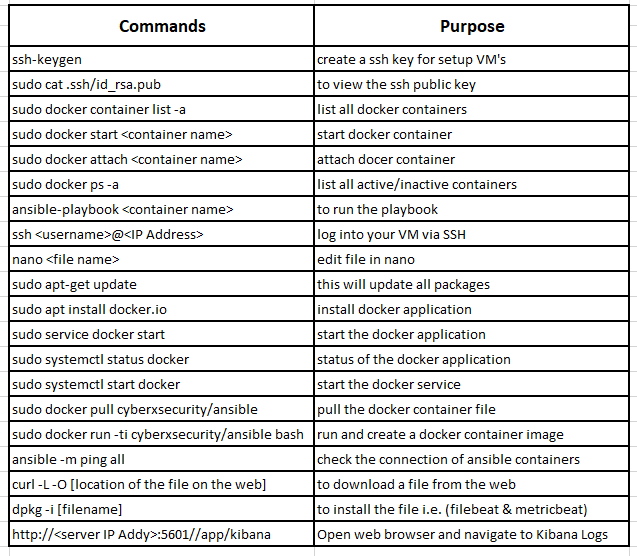 Commands Purpose
ssh-keygen create a ssh key for setup VM's
sudo cat .ssh/id_rsa.pub to view the ssh public key
sudo docker container list -a list all docker containers
sudo docker start <container name> start docker container
sudo docker attach <container name> attach docer container
sudo docker ps -a list all active/inactive containers
ansible-playbook <container name> to run the playbook
ssh <username>@<IP Address> log into your VM via SSH
nano <file name> edit file in nano
sudo apt-get update this will update all packages
sudo apt install docker.io install docker application
sudo service docker start start the docker application
sudo systemctl status docker status of the docker application
sudo systemctl start docker start the docker service
sudo docker pull cyberxsecurity/ansible pull the docker container file
sudo docker run -ti cyberxsecurity/ansible bash run and create a docker container image
ansible -m ping all check the connection of ansible containers
curl -L -O [location of the file on the web] to download a file from the web
dpkg -i [filename] to install the file i.e. (filebeat & metricbeat)
http://<server IP Addy>:5601//app/kibana Open web browser and navigate to Kibana Logs